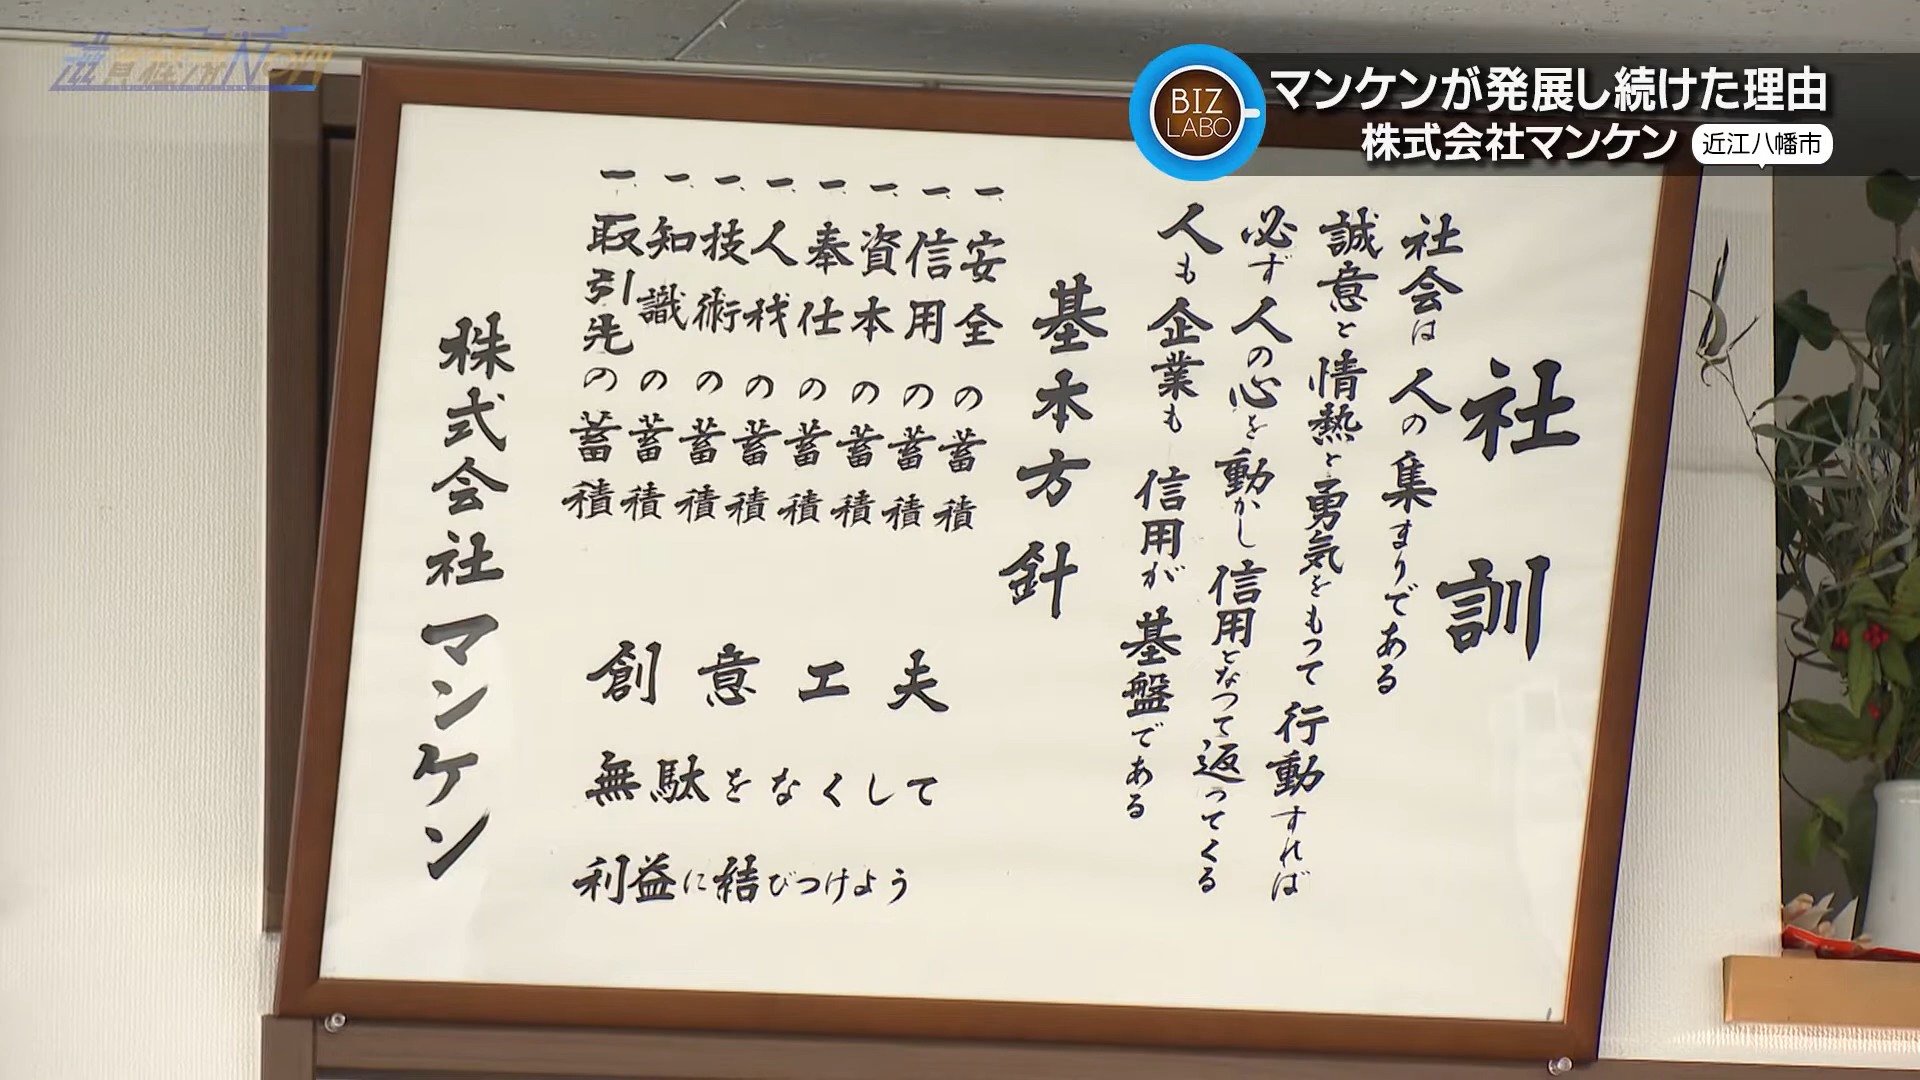 滋賀経済NOW
BIZ
LABO
マンケンが発展し続けた理由
株式会社マンケン
近江八幡市
社訓
社会は人の集まりである
誠意と情熱と勇気をもって行動すれば
必ず人の心を動かし信用となって返ってくる
人も企業も信用が基盤である
基本方針
一、安全の蓄積
一、信用の蓄積
一、資本の蓄積
一、奉仕の蓄積
一、人材の蓄積
一、技術の蓄積
一、知識の蓄積
一、取引先の蓄積
創意工夫
無駄をなくして
利益に結びつけよう
株式会社マンケン